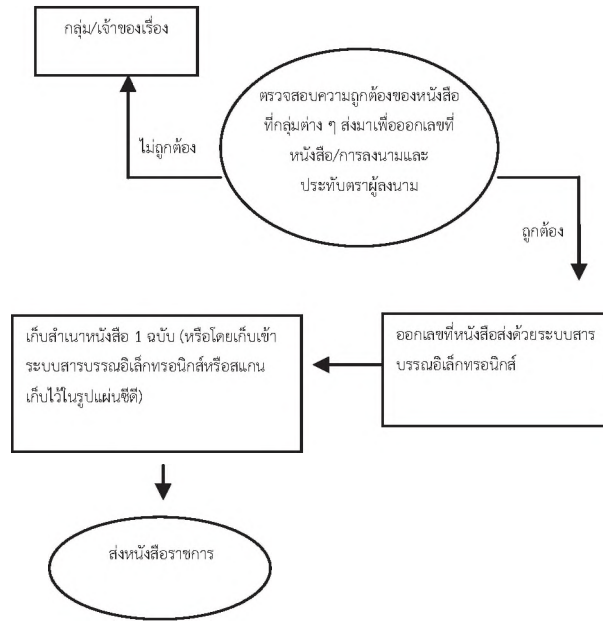 กลุ่ม/เจ้าของเรื่อง
ตรวจสอบความถูกต้องของหนังสือ
ที่กลุ่มต่าง ๆ ส่งมาเพื่อออกเลขที่
หนังสือ/การลงนามและ
ประทับตราผู้ลงนาม
ไม่ถูกต้อง
ถูกต้อง
ออกเลขที่หนังสือส่งด้วยระบบสาร
บรรณอิเล็กทรอนิกส์
เก็บสำเนาหนังสือ 1 ฉบับ (หรือโดยเก็บเข้า
ระบบสารบรรณอิเล็กทรอนิกส์หรือสแกน
เก็บไว้ในรูปแผ่นซีดี)
ส่งหนังสือราชการ